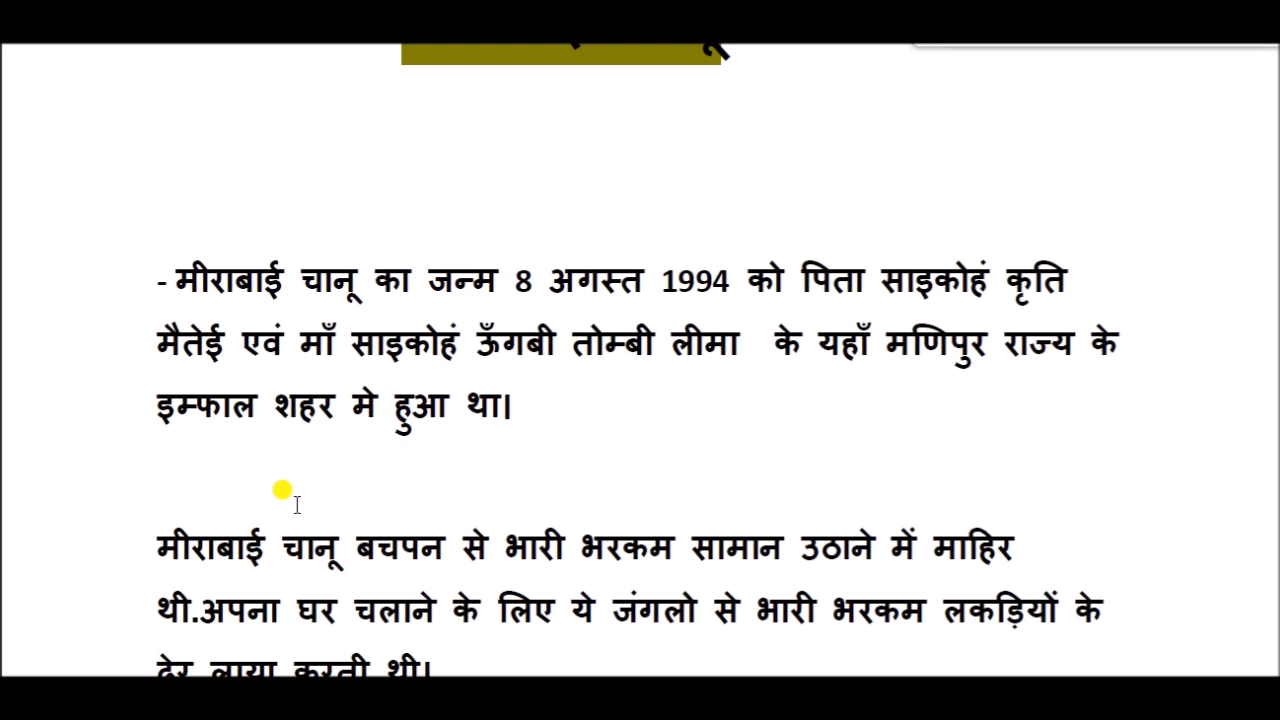 - मीराबाई चानू का जन्म 8 अगस्त 1994 को पिता साइकोहं कृति
मैतेई एवं माँ साइकोहं ऊँगबी तोम्बी लीमा के यहाँ मणिपुर राज्य के
इम्फाल शहर मे हुआ था।
मीराबाई चानू बचपन से भारी भरकम सामान उठाने में माहिर
थी.अपना घर चलाने के लिए ये जंगलो से भारी भरकम लकड़ियों के
ढेर लाया करती थी।